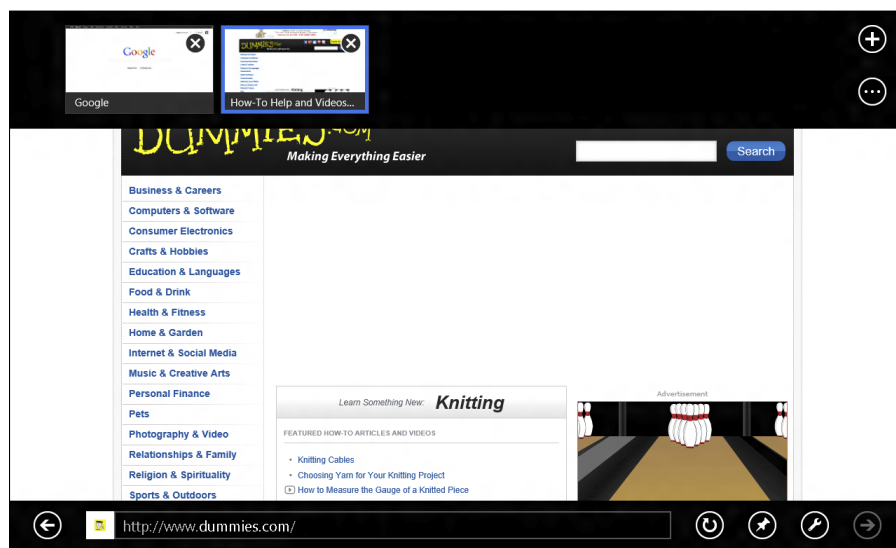 Google
Google
How-To Help and Videos...
DUMMIES.COM
Making Everything Easier
Search
Business & Careers
Computers & Software
Consumer Electronics
Crafts & Hobbies
Education & Languages
Food & Drink
Health & Fitness
Home & Garden
Internet & Social Media
Music & Creative Arts
Personal Finance
Pets
Photography & Video
Relationships & Family
Religion & Spirituality
Sports & Outdoors
Learn Something New: Knitting
FEATURED HOW-TO ARTICLES AND VIDEOS
• Knitting Cables
• Choosing Yarn for Your Knitting Project
How to Measure the Gauge of a Knitted Piece
Advertisement
http://www.dummies.com/